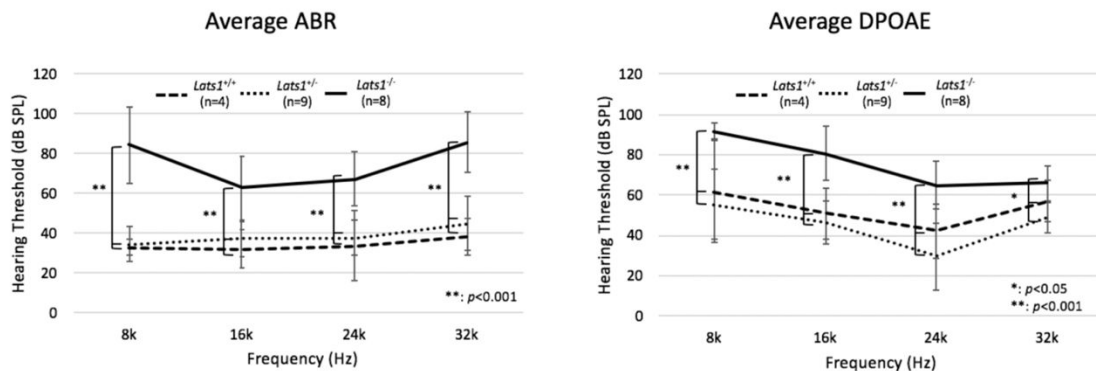 Average ABR
Hearing Threshold (dB SPL)
120
100
80
60
40
20
0
Lats1+/+ Lats1+/- Lats1-/-
(n=4) (n=9) (n=8)
**
**
**
**
**: p<0.001
8k 16k 24k 32k
Frequency (Hz)
Average DPOAE
Hearing Threshold (dB SPL)
120
100
80
60
40
20
0
Lats1+/+ Lats1+/- Lats1-/-
(n=4) (n=9) (n=8)
**
**
**
*
*: p<0.05
**: p<0.001
8k 16k 24k 32k
Frequency (Hz)